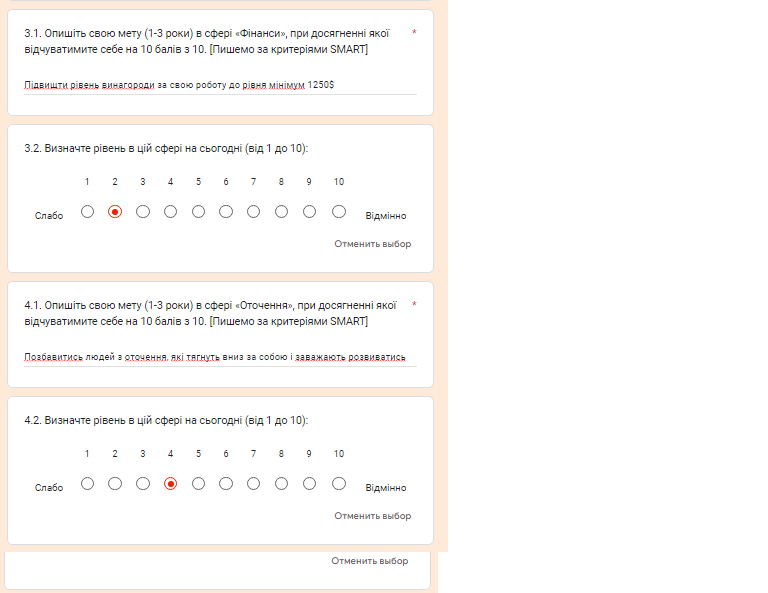 3.1. Опишіть свою мету (1-3 роки) в сфері «Фінанси», при досягненні якої *
відчуватимите себе на 10 балів з 10. [Пишемо за критеріями SMART]
Підвищти рівень винагороди за свою роботу до рівня мінімум 1250$
3.2. Визначте рівень в цій сфері на сьогодні (від 1 до 10):
1 2 3 4 5 6 7 8 9 10
Слабо Відмінно
Отменить выбор
4.1. Опишіть свою мету (1-3 роки) в сфері «Оточення», при досягненні якої *
відчуватимите себе на 10 балів з 10. [Пишемо за критеріями SMART]
Позбавитись людей з оточення, які тягнуть вниз за собою і заважають розвиватись
4.2. Визначте рівень в цій сфері на сьогодні (від 1 до 10):
1 2 3 4 5 6 7 8 9 10
Слабо Відмінно
Отменить выбор
Отменить выбор